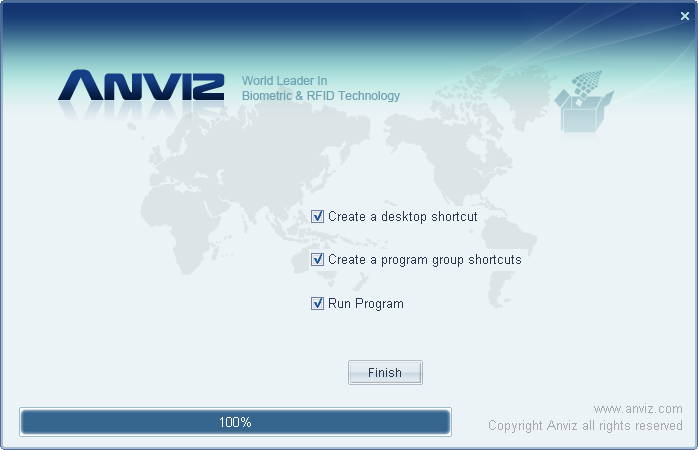 ANVIZ
World Leader In
Biometric & RFID Technology
Create a desktop shortcut
Create a program group shortcuts
Run Program
Finish
100%
www.anviz.com
Copyright Anviz all rights reserved